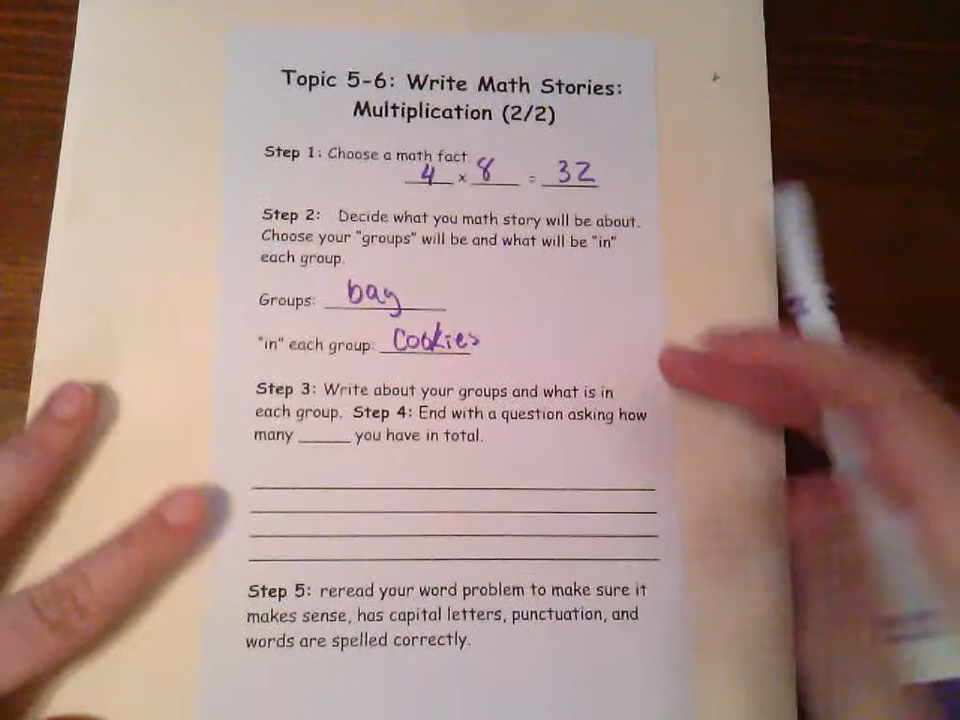 Topic 5-6: Write Math Stories:
Multiplication (2/2)
Step 1: Choose a math fact.
4 x 8 = 32
Step 2: Decide what you math story will be about.
Choose your "groups" will be and what will be "in"
each group.
Groups: bag
"in" each group: Cookies
Step 3: Write about your groups and what is in
each group. Step 4: End with a question asking how
many ______ you have in total.
Step 5: reread your word problem to make sure it
makes sense, has capital letters, punctuation, and
words are spelled correctly.